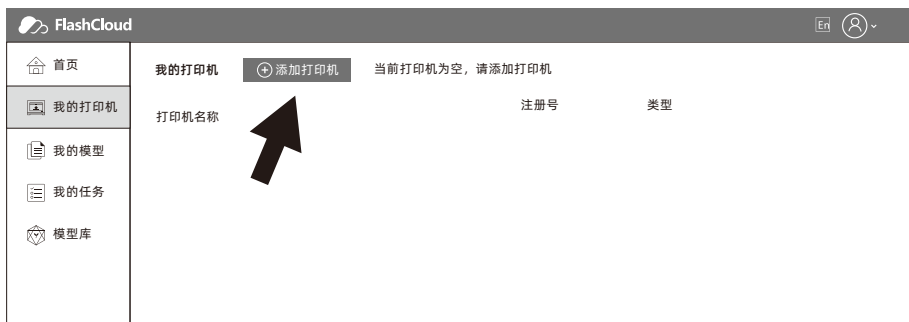 FlashCloud
En
首页
我的打印机
我的模型
我的任务
模型库
我的打印机 添加打印机 当前打印机为空，请添加打印机
打印机名称 注册号 类型